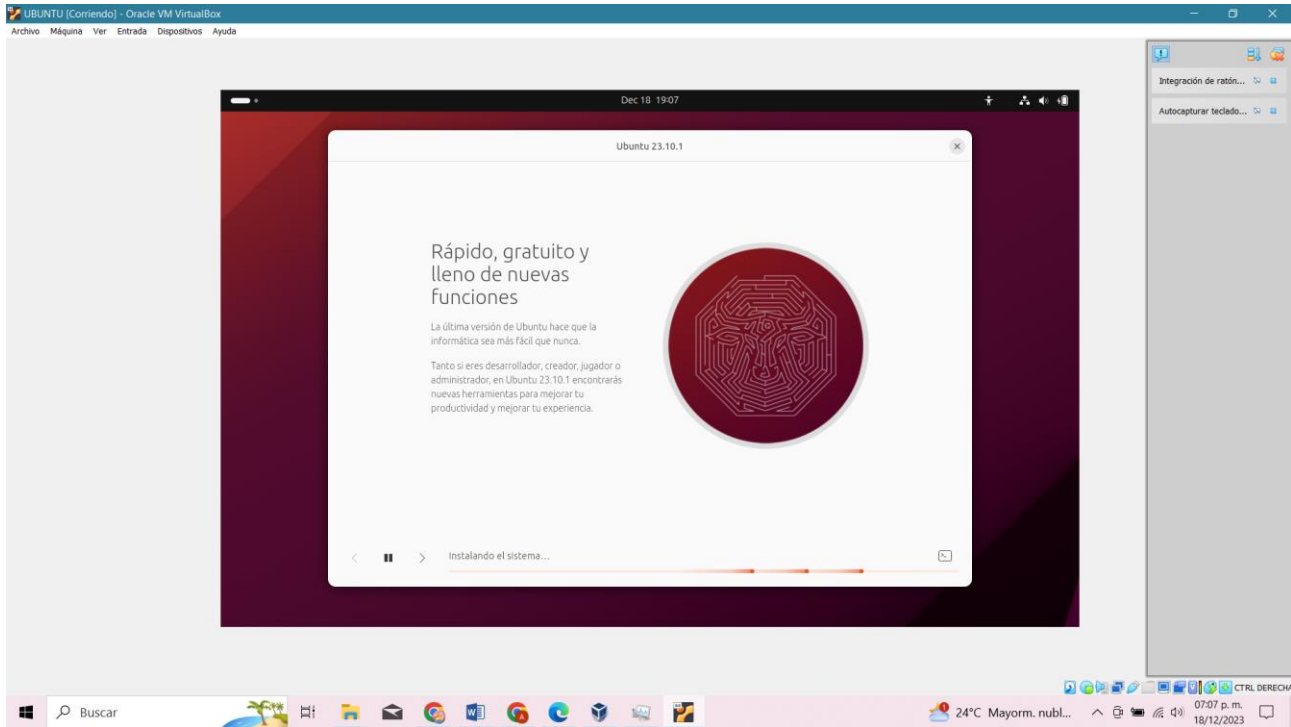 UBUNTU [Corriendo] - Oracle VM VirtualBox
Archivo Máquina Ver Entrada Dispositivos Ayuda
Integración de ratón...
Autocapturar teclado...
Dec 18 19:07
Ubuntu 23.10.1
Rápido, gratuito y
lleno de nuevas
funciones
La última versión de Ubuntu hace que la
informática sea más fácil que nunca.
Tanto si eres desarrollador, creador, jugador o
administrador, en Ubuntu 23.10.1 encontrarás
nuevas herramientas para mejorar tu
productividad y mejorar tu experiencia.
Instalando el sistema...
CTRL DERECHA
Buscar
24°C Mayorm. nubl...
07:07 p. m.
18/12/2023